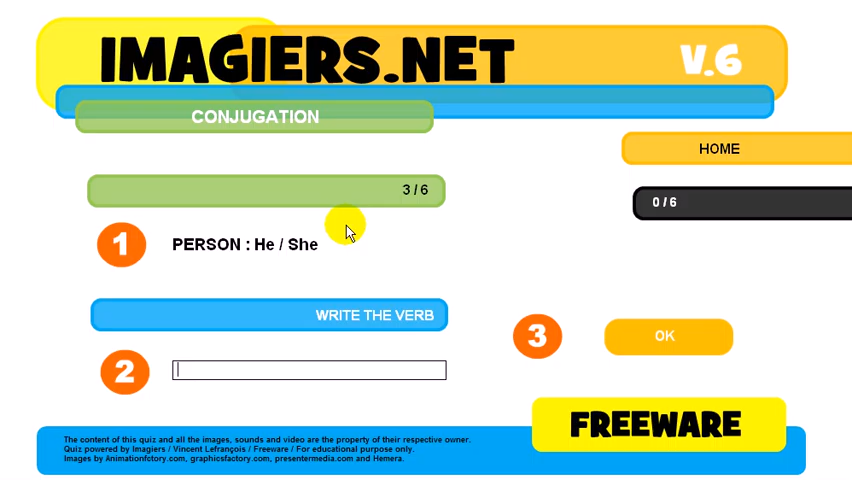 IMAGIERS.NET
V.6
CONJUGATION
HOME
3 / 6
0 / 6
1
PERSON : He / She
WRITE THE VERB
3
OK
2
FREEWARE
The content of this quiz and all the images, sounds and video are the property of their respective owner.
Quiz powered by Imagiers / Vincent Lefrançois / Freeware / For educational purpose only.
Images by Animationfotory.com, graphicsfactory.com, presentermedia.com and Hemera.